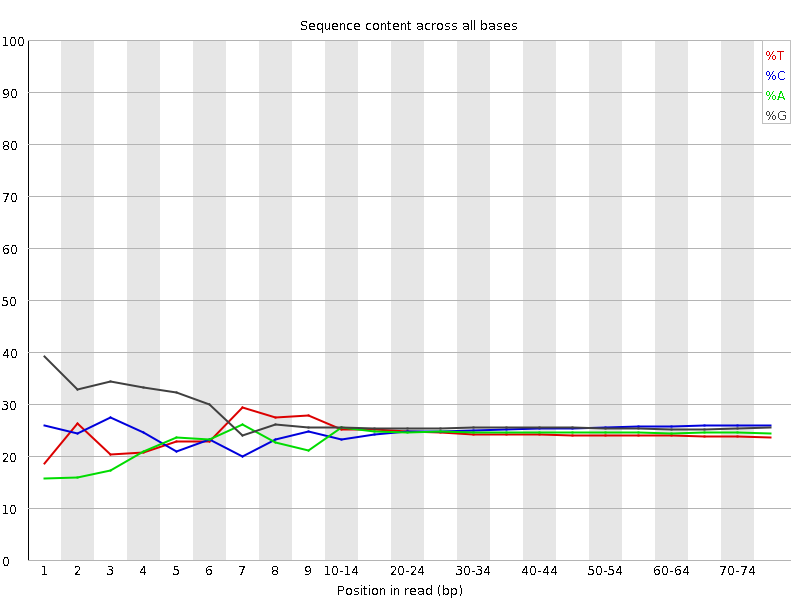 Sequence content across all bases
100
90
80
70
60
50
40
30
20
10
0
%T
%C
%A
%G
1 2 3 4 5 6 7 8 9 10-14 20-24 30-34 40-44 50-54 60-64 70-74
Position in read (bp)